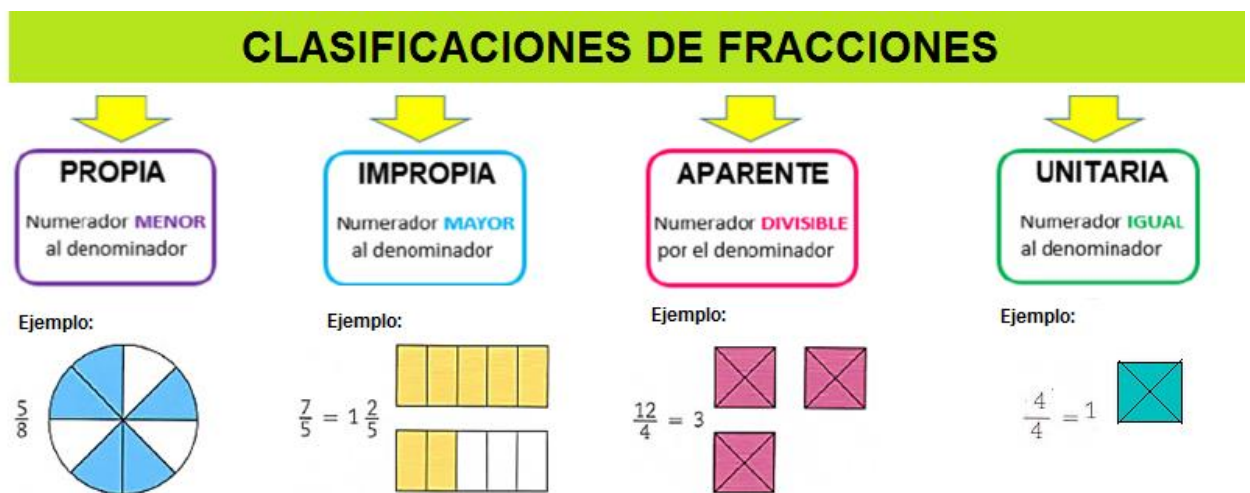 CLASIFICACIONES DE FRACCIONES
PROPIA
Numerador MENOR
al denominador
Ejemplo:
5/8
IMPROPIA
Numerador MAYOR
al denominador
Ejemplo:
7/5 = 1 2/5
APARENTE
Numerador DIVISIBLE
por el denominador
Ejemplo:
12/4 = 3
UNITARIA
Numerador IGUAL
al denominador
Ejemplo:
4/4 = 1